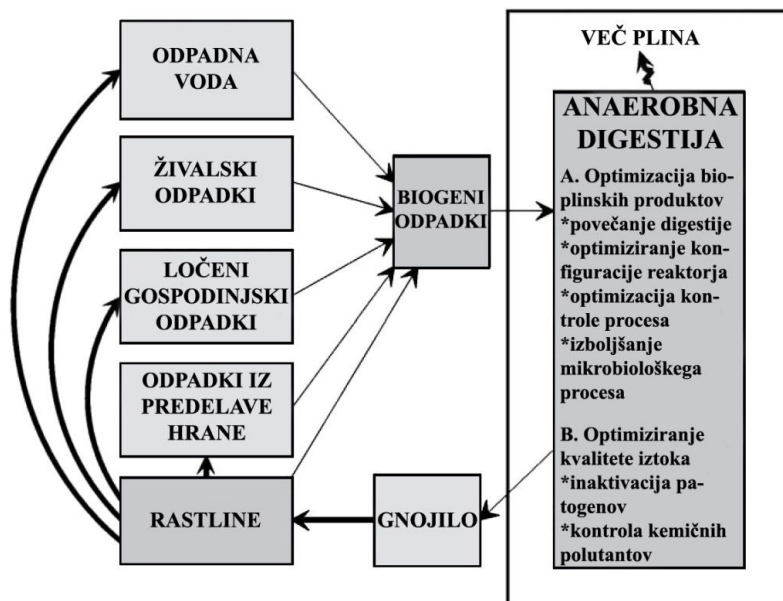 ODPADNA
VODA
ŽIVALSKI
ODPADKI
LOČENI
GOSPODINJSKI
ODPADKI
ODPADKI IZ
PREDELAVE
HRANE
RASTLINE
GNOJILO
BIOGENI
ODPADKI
VEČ PLINA
ANAEROBNA
DIGESTIJA
A. Optimizacija bio-
plinskih produktov
*povečanje digestije
*optimiziranje kon-
figuracije reaktorja
*optimizacija kon-
trole procesa
*izboljšanje
mikrobiološkega
procesa
B. Optimiziranje
kvalitete iztoka
*inaktivacija pa-
togenov
*kontrola kemičnih
polutantov